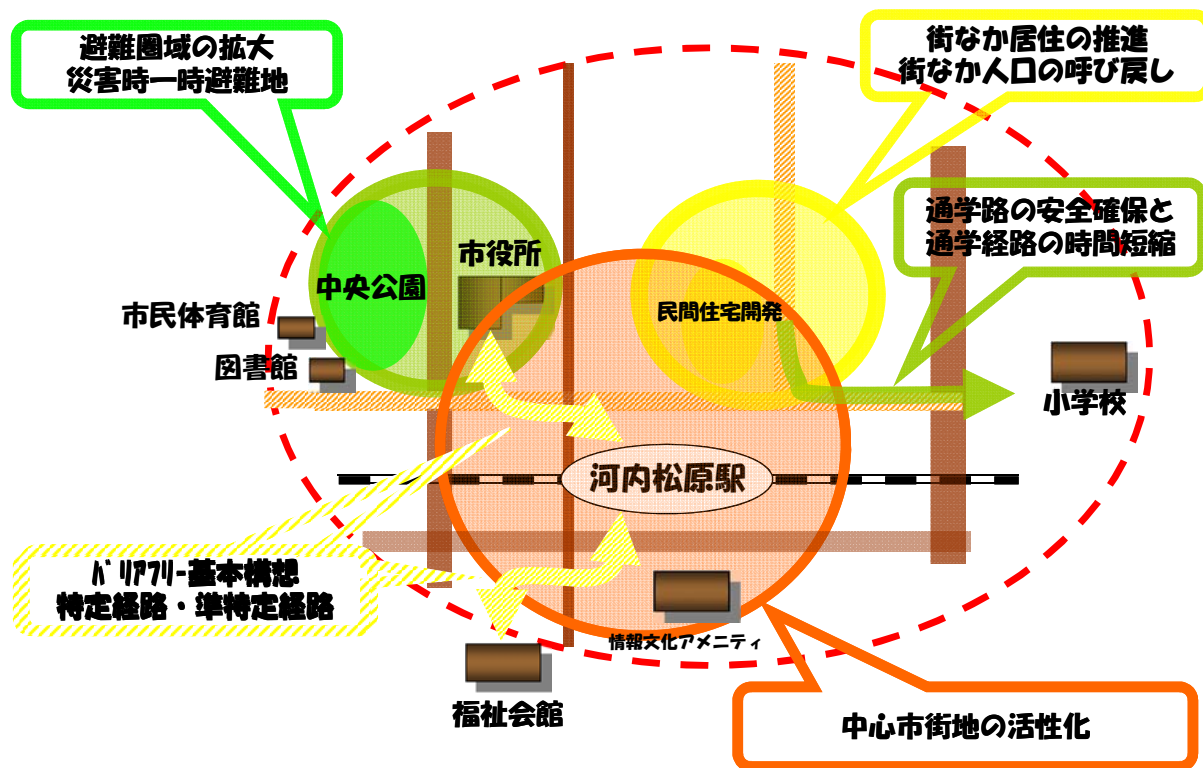 避難圏域の拡大
災害時一時避難地
街なか居住の推進
街なか人口の呼び戻し
通学路の安全確保と
通学経路の時間短縮
市役所
中央公園
市民体育館
民間住宅開発
図書館
小学校
河内松原駅
ﾊﾞﾘｱﾌﾘｰ基本構想
特定経路・準特定経路
情報文化アメニティ
福祉会館
中心市街地の活性化